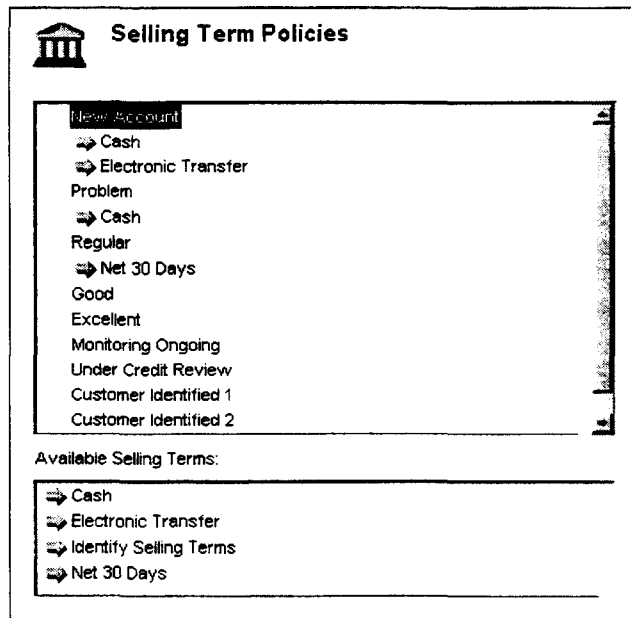 Selling Term Policies
New Account
Cash
Electronic Transfer
Problem
Cash
Regular
Net 30 Days
Good
Excellent
Monitoring Ongoing
Under Credit Review
Customer Identified 1
Customer Identified 2
Available Selling Terms:
Cash
Electronic Transfer
Identify Selling Terms
Net 30 Days